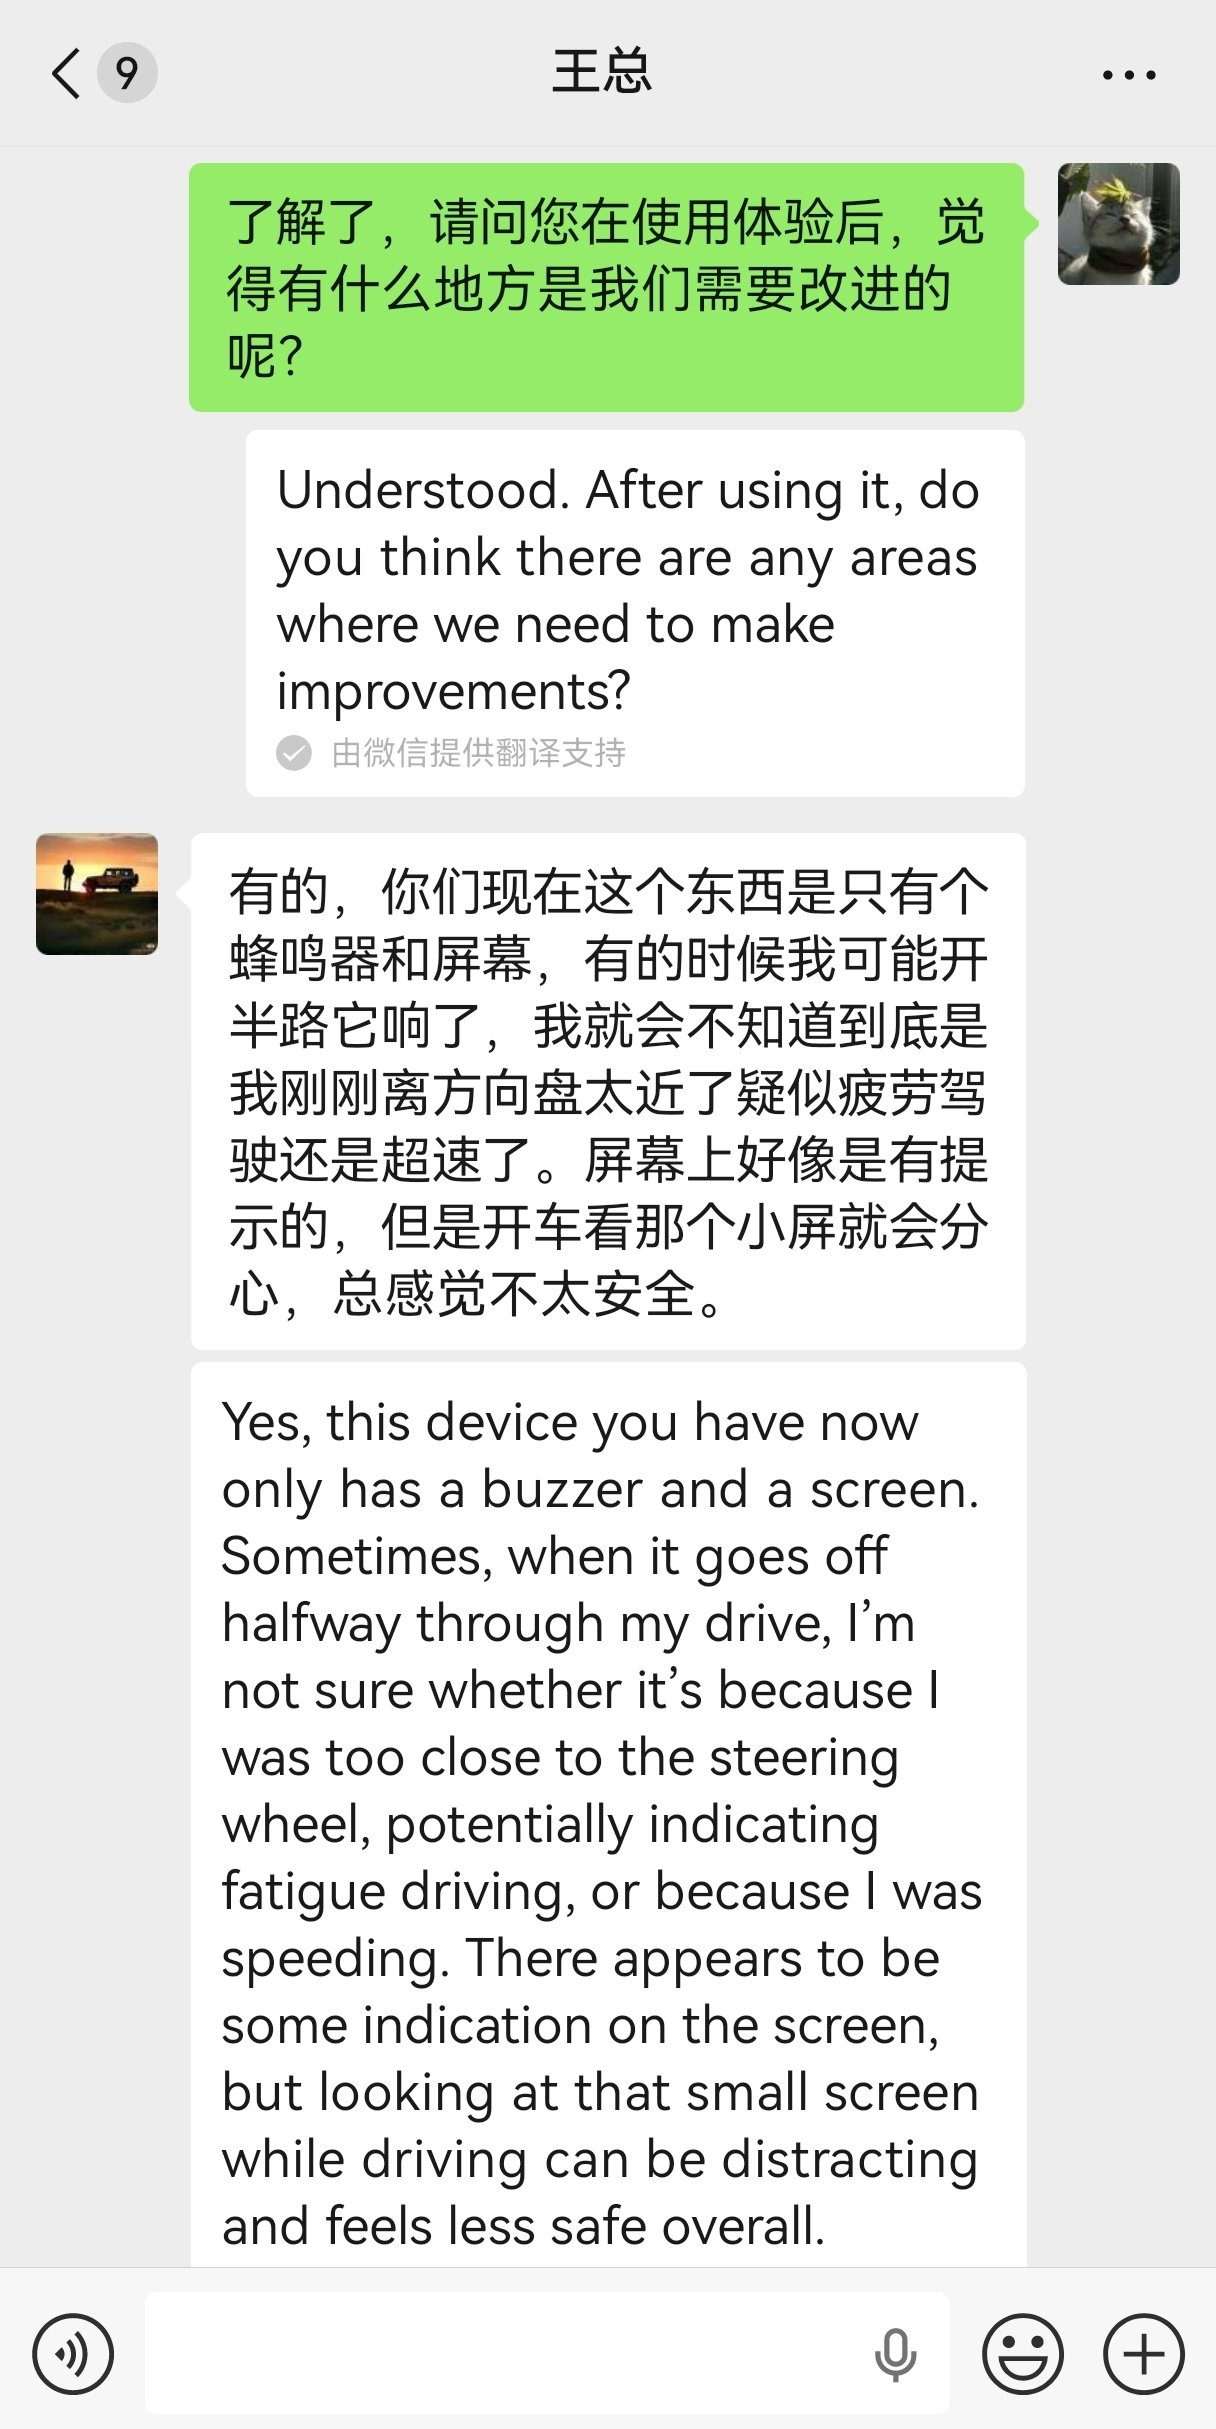 9
王总
了解了，请问您在使用体验后，觉
得有什么地方是我们需要改进的
呢？
Understood. After using it, do
you think there are any areas
where we need to make
improvements?
由微信提供翻译支持
有的，你们现在这个东西是只有个
蜂鸣器和屏幕，有的时候我可能开
半路它响了，我就会不知道到底是
我刚刚离方向盘太近了疑似疲劳驾
驶还是超速了。屏幕上好像是有提
示的，但是开车看那个小屏就会分
心，总感觉不太安全。
Yes, this device you have now
only has a buzzer and a screen.
Sometimes, when it goes off
halfway through my drive, I’m
not sure whether it’s because I
was too close to the steering
wheel, potentially indicating
fatigue driving, or because I was
speeding. There appears to be
some indication on the screen,
but looking at that small screen
while driving can be distracting
and feels less safe overall.